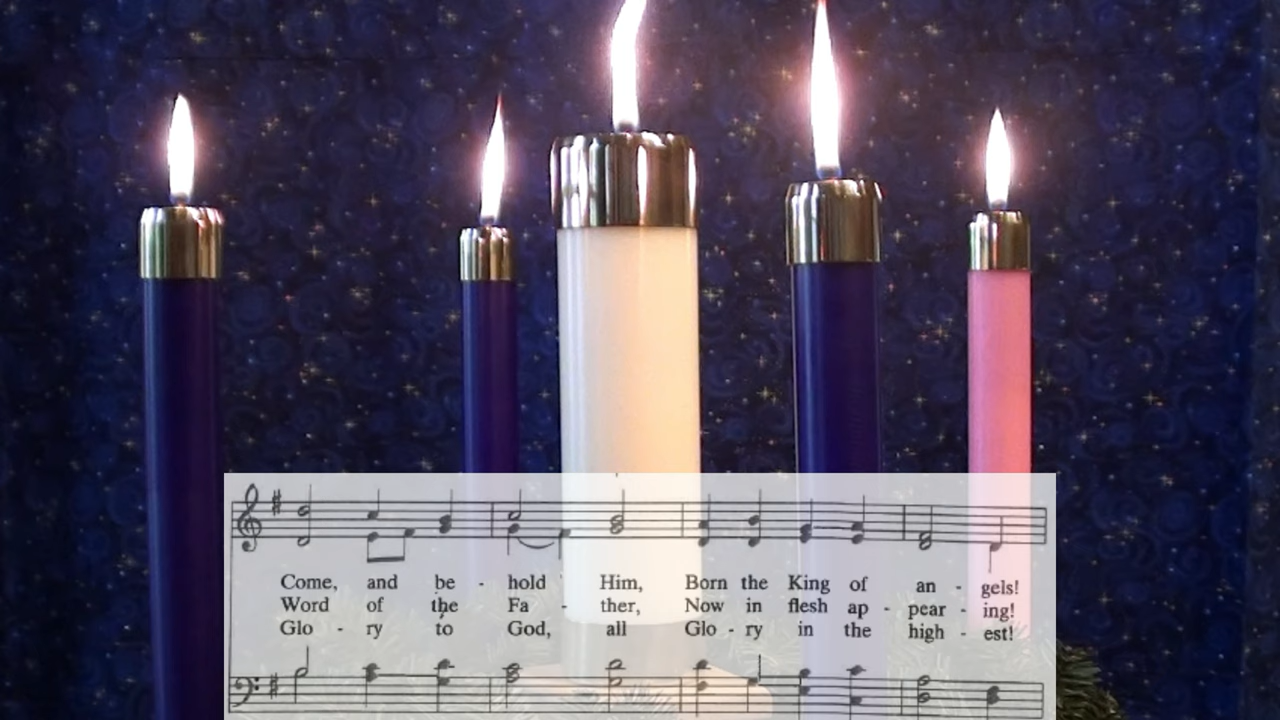 Come, and be - hold Him, Born the King of an - gels!
Word of the Fa - ther, Now in flesh ap - pear - ing!
Glo - ry to God, all Glo - ry in the high - est!